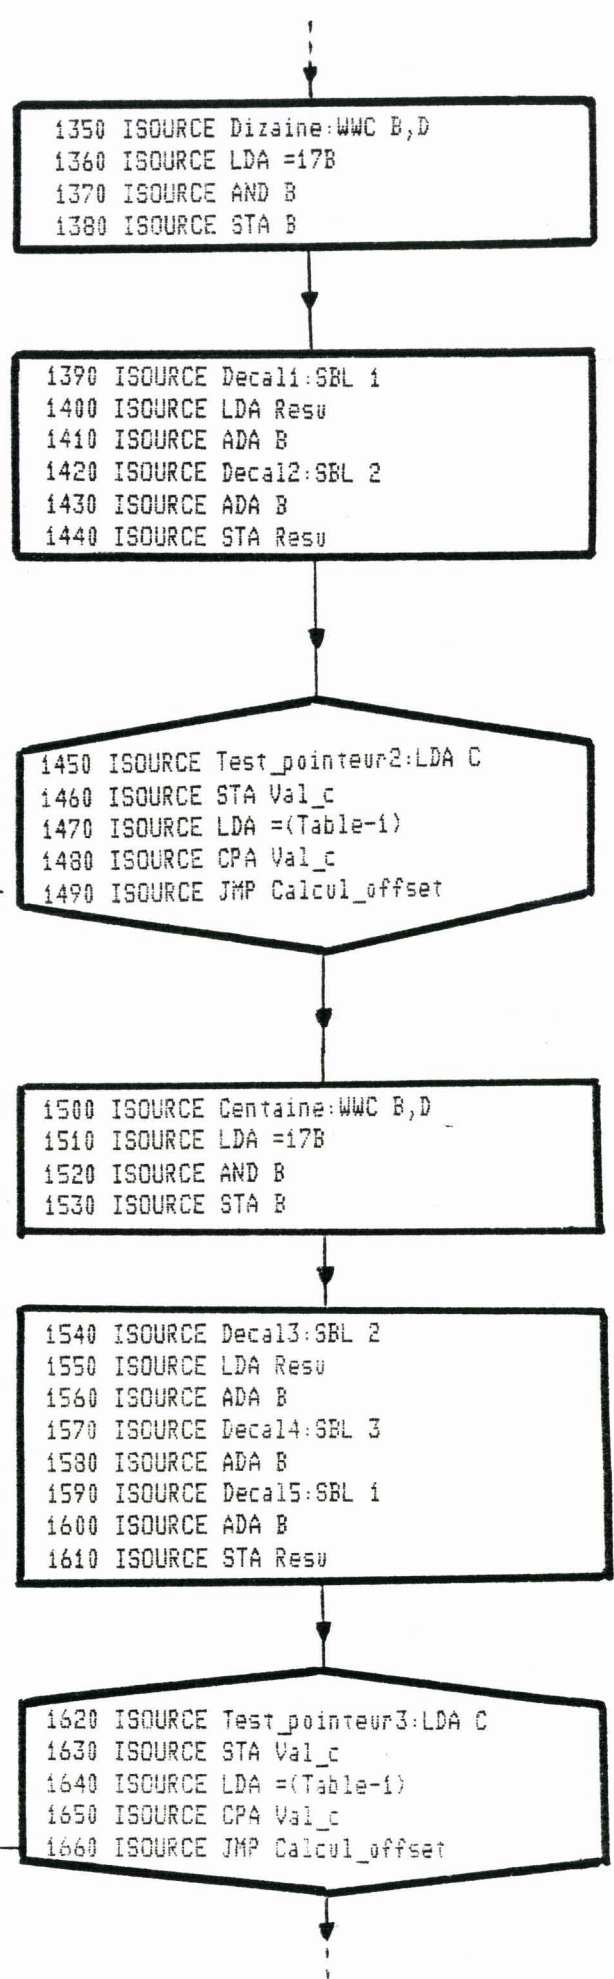 1350 ISOURCE Dizaine:WWC B,D
1360 ISOURCE LDA =17B
1370 ISOURCE AND B
1380 ISOURCE STA B
1390 ISOURCE Decal1:SBL 1
1400 ISOURCE LDA Resu
1410 ISOURCE ADA B
1420 ISOURCE Decal2:SBL 2
1430 ISOURCE ADA B
1440 ISOURCE STA Resu
1450 ISOURCE Test_pointeur2:LDA C
1460 ISOURCE STA Val_c
1470 ISOURCE LDA =(Table-1)
1480 ISOURCE CPA Val_c
1490 ISOURCE JMP Calcul_offset
1500 ISOURCE Centaine:WWC B,D
1510 ISOURCE LDA =17B
1520 ISOURCE AND B
1530 ISOURCE STA B
1540 ISOURCE Decal3:SBL 2
1550 ISOURCE LDA Resu
1560 ISOURCE ADA B
1570 ISOURCE Decal4:SBL 3
1580 ISOURCE ADA B
1590 ISOURCE Decal5:SBL 1
1600 ISOURCE ADA B
1610 ISOURCE STA Resu
1620 ISOURCE Test_pointeur3:LDA C
1630 ISOURCE STA Val_c
1640 ISOURCE LDA =(Table-1)
1650 ISOURCE CPA Val_c
1660 ISOURCE JMP Calcul_offset